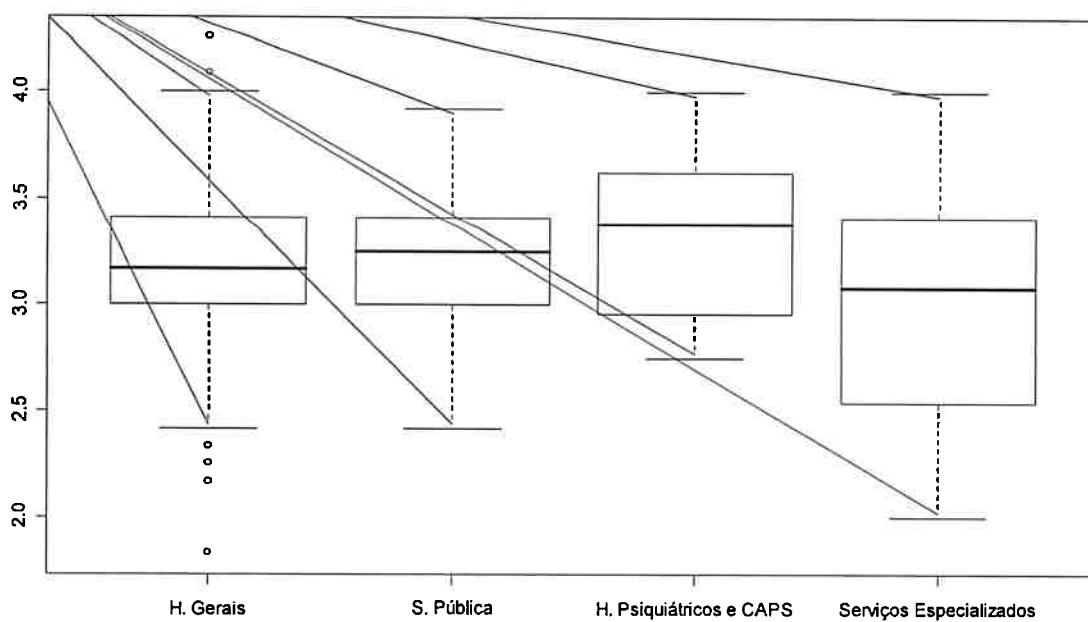 4.0
3.5
3.0
2.5
2.0
H. Gerais
S. Pública
H. Psiquiátricos e CAPS
Serviços Especializados